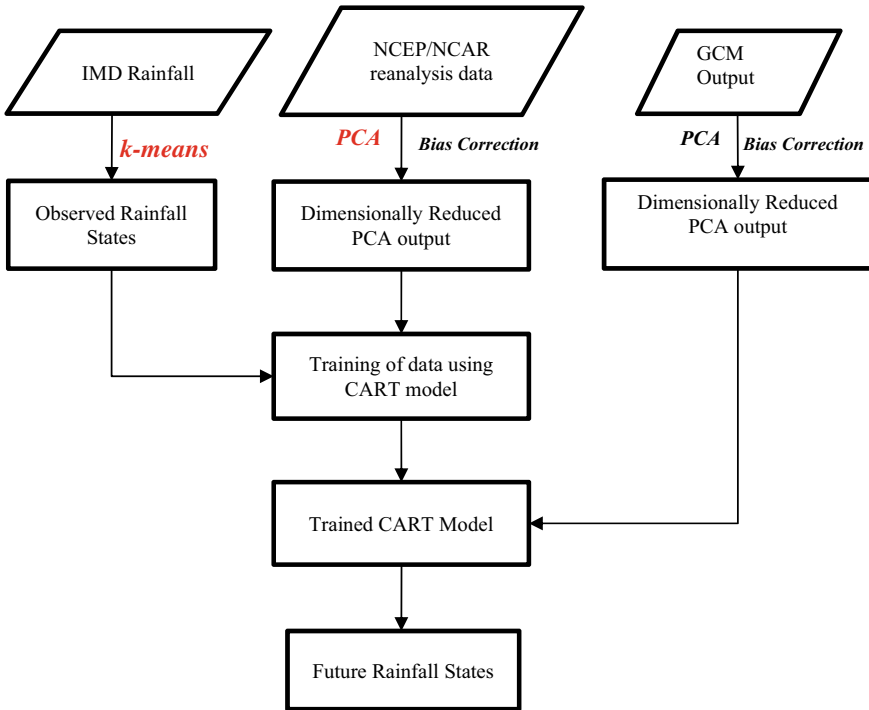 IMD Rainfall
NCEP/NCAR
reanalysis data
GCM
Output
k-means
PCA
Bias Correction
PCA
Bias Correction
Observed Rainfall
States
Dimensionally Reduced
PCA output
Dimensionally Reduced
PCA output
Training of data using
CART model
Trained CART Model
Future Rainfall States